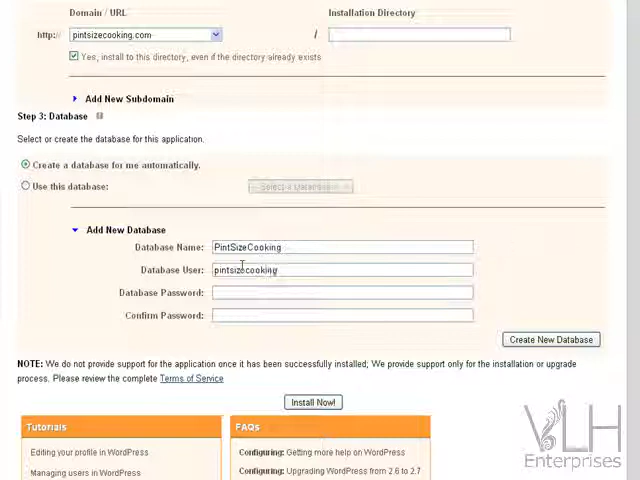 Domain / URL
Installation Directory
http://
pintsizecooking.com
/
Yes, install to this directory, even if the directory already exists
Add New Subdomain
Step 3: Database
Select or create the database for this application.
Create a database for me automatically.
Use this database:
Select a Database
Add New Database
Database Name: PintSizeCooking
Database User: pintsizecooking
Database Password:
Confirm Password:
Create New Database
NOTE: We do not provide support for the application once it has been successfully installed; We provide support only for the installation or upgrade
process. Please review the complete Terms of Service
Install Now!
Tutorials
Editing your profile in WordPress
Managing users in WordPress
FAQs
Configuring: Getting more help on WordPress
Configuring: Upgrading WordPress from 2.6 to 2.7
VLH
Enterprises